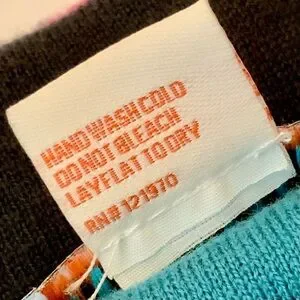 HAND WASH COLD
DO NOT BLEACH
LAY FLAT TO DRY
RN# 121970